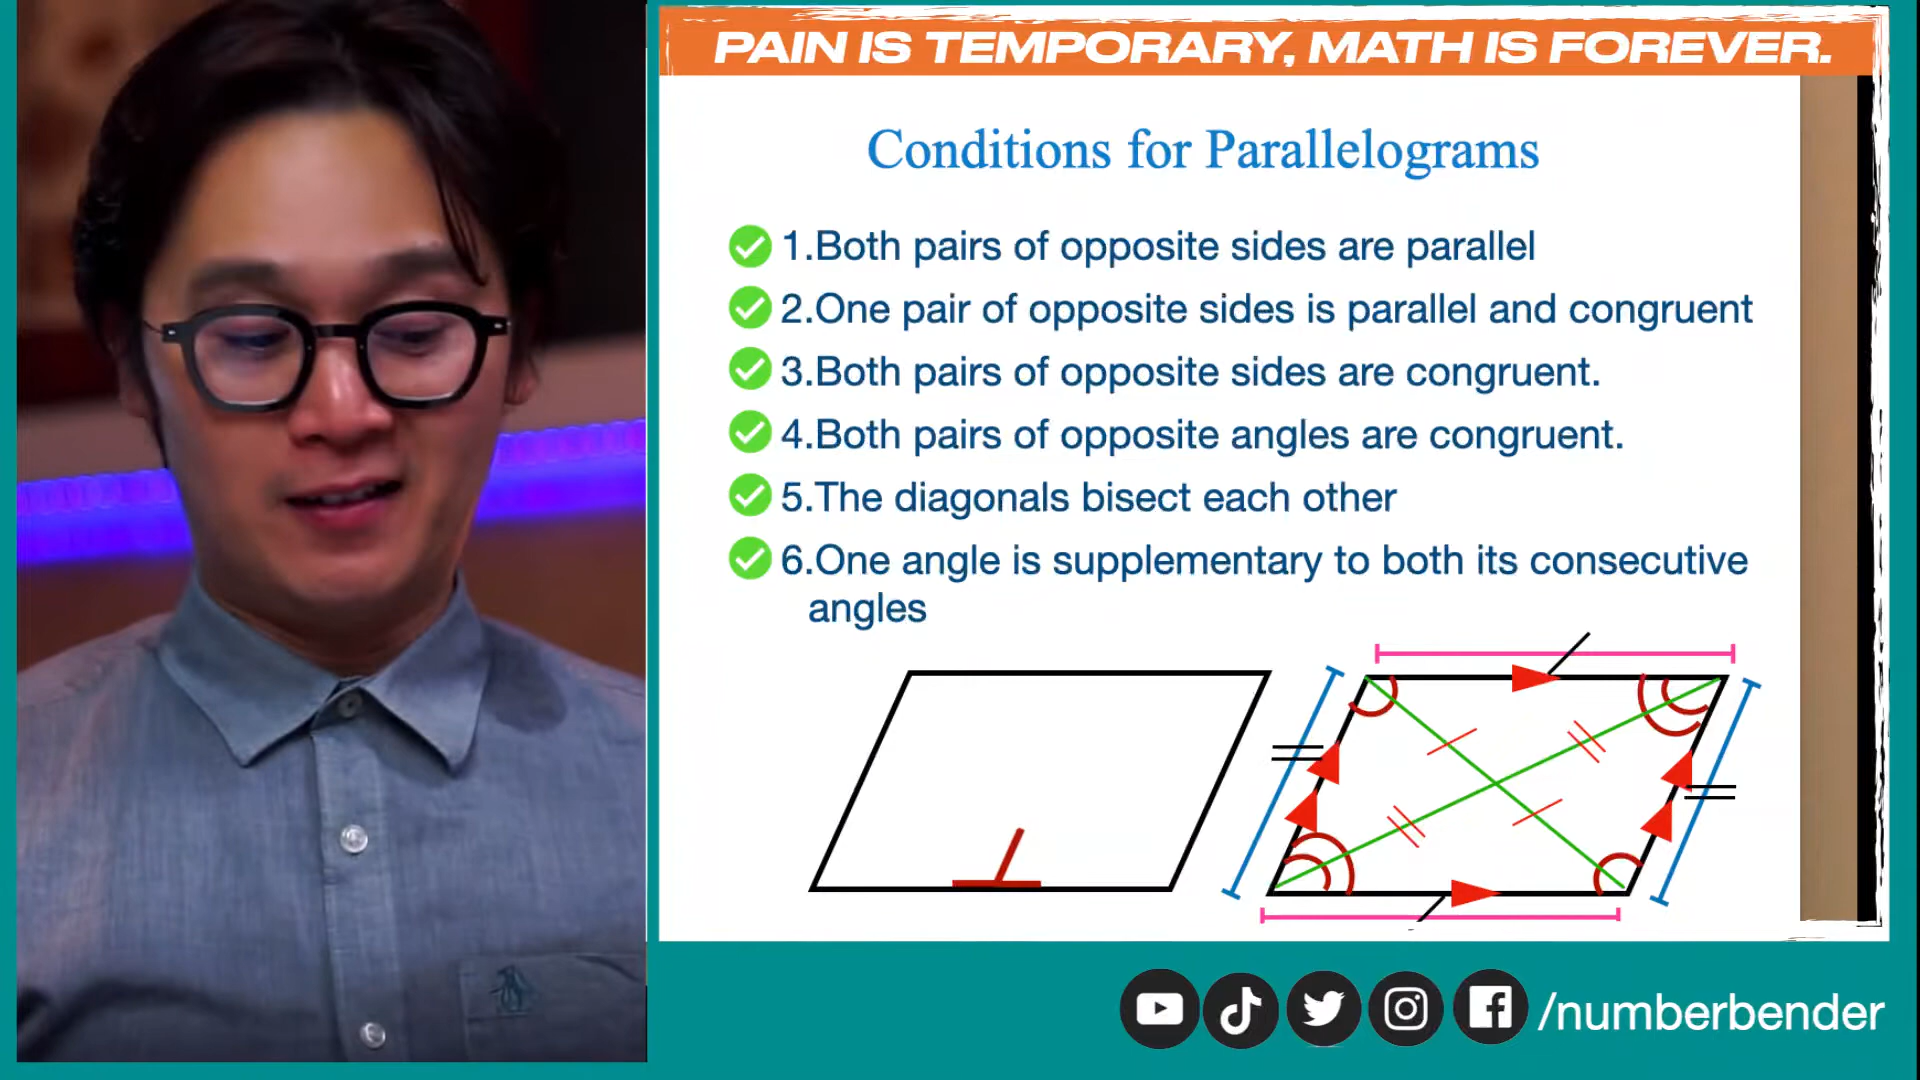 PAIN IS TEMPORARY, MATH IS FOREVER.
Conditions for Parallelograms
1.Both pairs of opposite sides are parallel
2.One pair of opposite sides is parallel and congruent
3.Both pairs of opposite sides are congruent.
4.Both pairs of opposite angles are congruent.
5.The diagonals bisect each other
6.One angle is supplementary to both its consecutive
angles
/numberbender